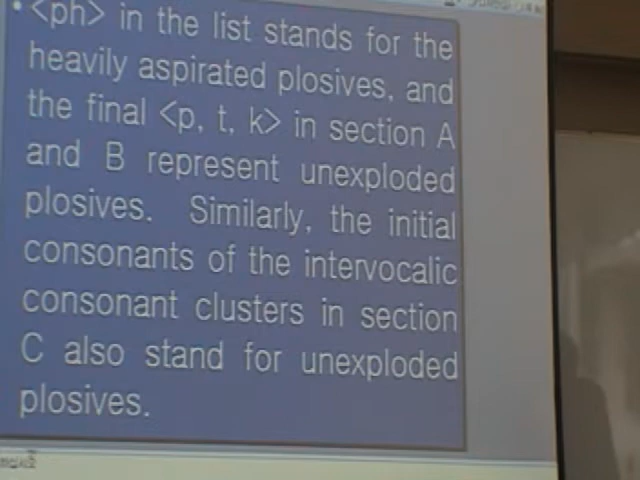 • <ph> in the list stands for the
heavily aspirated plosives, and
the final <p, t, k> in section A
and B represent unexploded
plosives. Similarly, the initial
consonants of the intervocalic
consonant clusters in section
C also stand for unexploded
plosives.